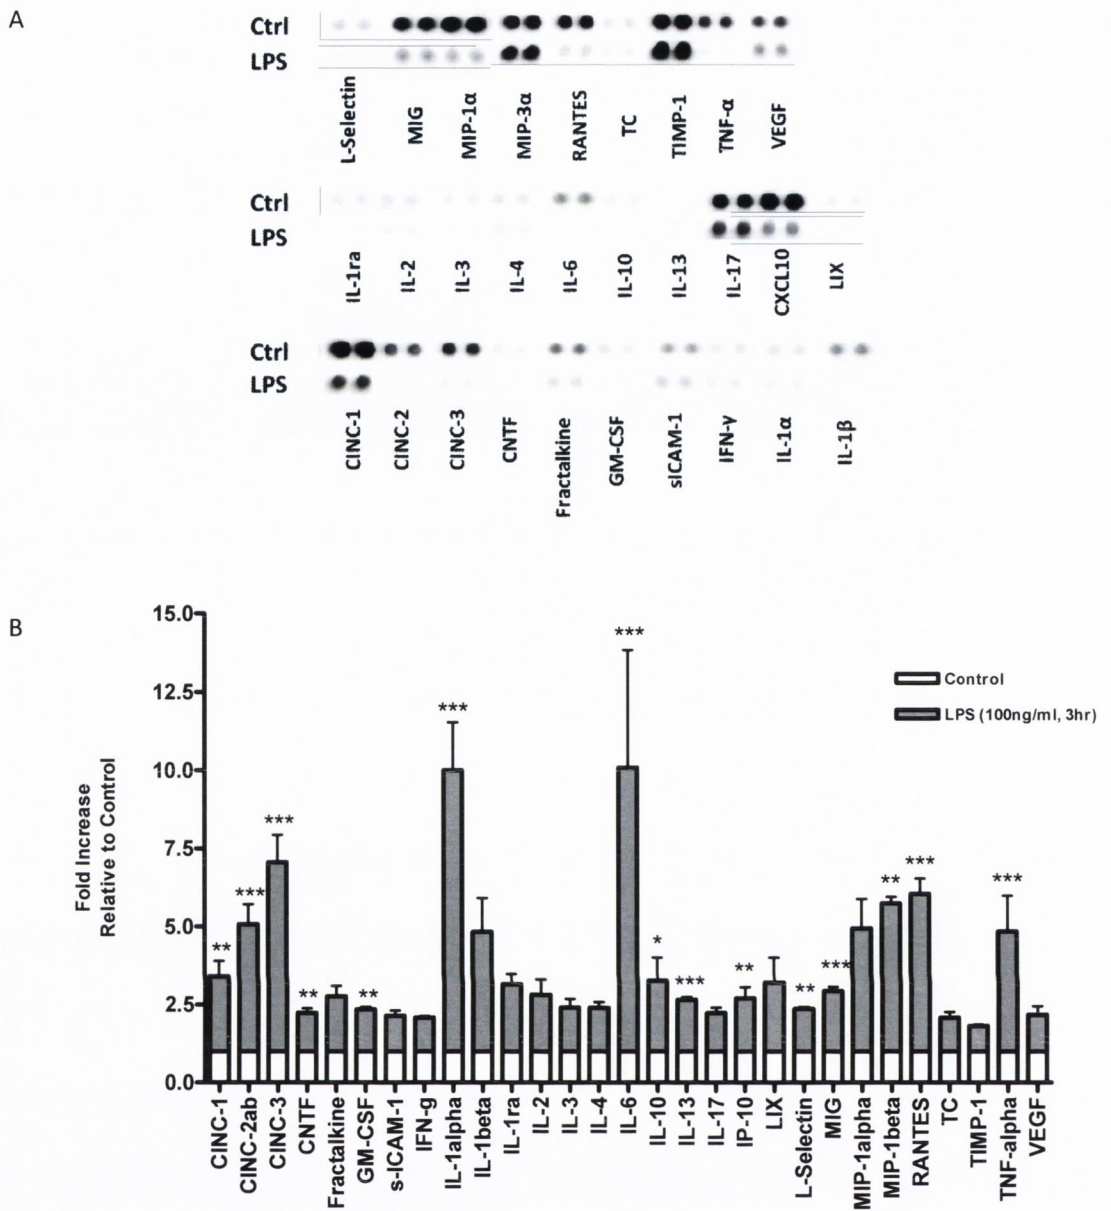 A
Ctrl
LPS
L-Selectin
MIG
MIP-1α
MIP-3α
RANTES
TC
TIMP-1
TNF-α
VEGF
Ctrl
LPS
IL-1ra
IL-2
IL-3
IL-4
IL-6
IL-10
IL-13
IL-17
CXCL10
LIX
Ctrl
LPS
CINC-1
CINC-2
CINC-3
CNTF
Fractalkine
GM-CSF
sICAM-1
IFN-γ
IL-1α
IL-1β
B
Fold Increase
Relative to Control
15.0
12.5
10.0
7.5
5.0
2.5
0.0
** *** *** ** ** *** *** * *** ** ** *** ** *** ***
Control
LPS (100ng/ml, 3hr)
CINC-1
CINC-2ab
CINC-3
CNTF
Fractalkine
GM-CSF
s-ICAM-1
IFN-g
IL-1alpha
IL-1beta
IL-1ra
IL-2
IL-3
IL-4
IL-6
IL-10
IL-13
IL-17
IP-10
LIX
L-Selectin
MIG
MIP-1alpha
MIP-1beta
RANTES
TC
TIMP-1
TNF-alpha
VEGF